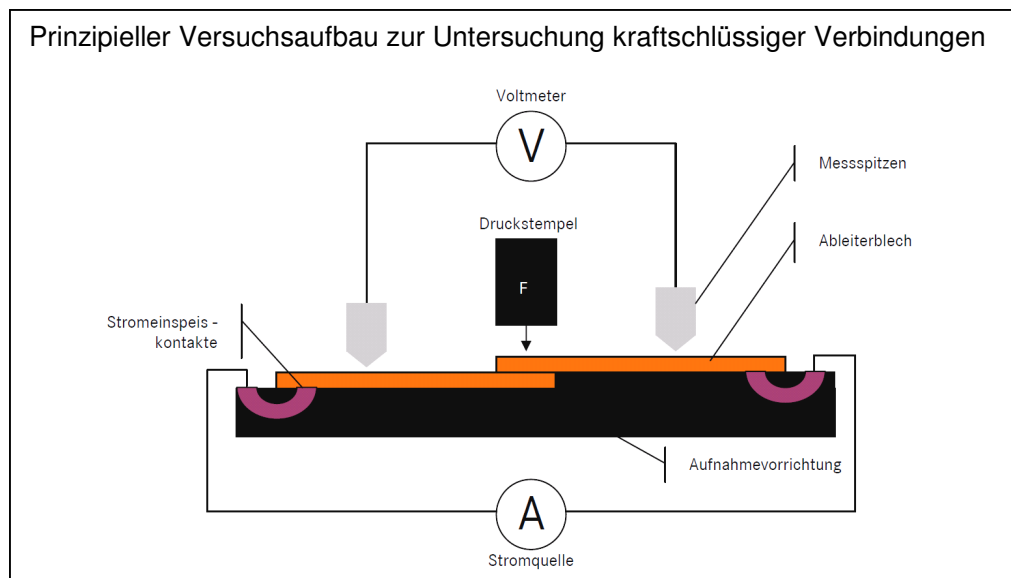 Prinzipieller Versuchsaufbau zur Untersuchung kraftschlüssiger Verbindungen
Voltmeter
V
Messspitzen
Druckstempel
Ableiterblech
F
Stromeinspeis -
kontakte
Aufnahmevorrichtung
A
Stromquelle